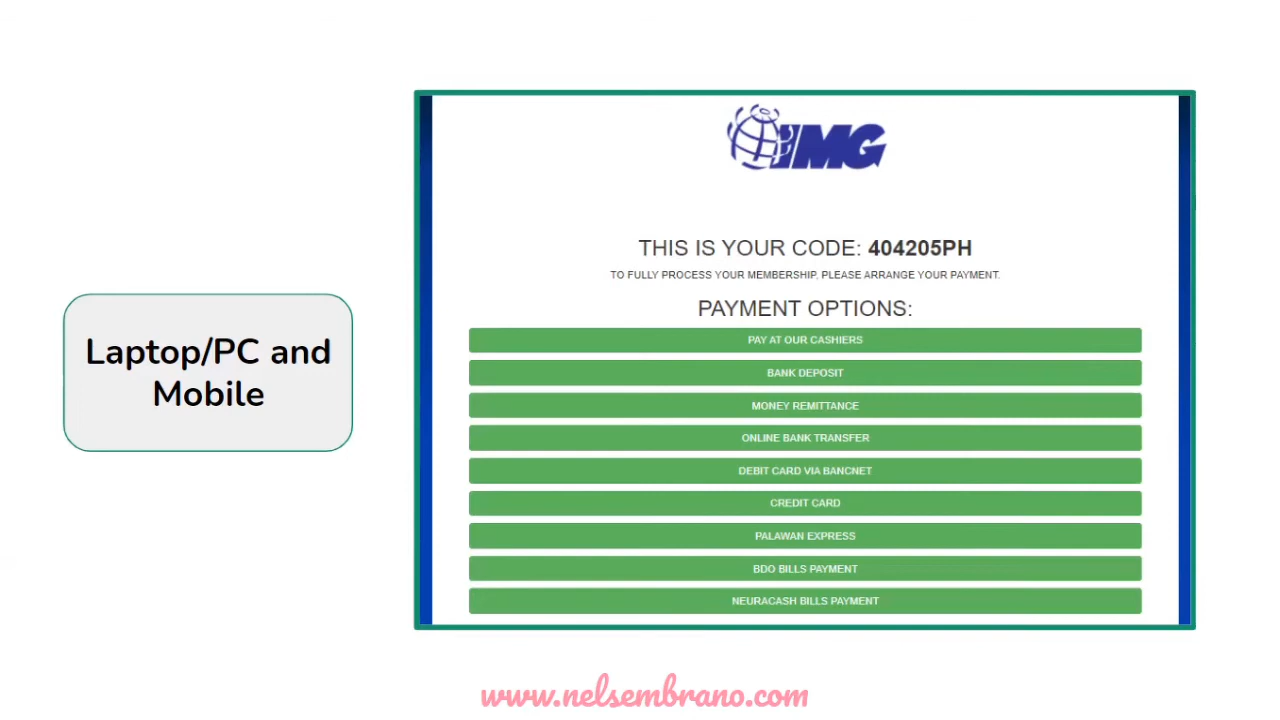 Laptop/PC and
Mobile
IMG
THIS IS YOUR CODE: 404205PH
TO FULLY PROCESS YOUR MEMBERSHIP, PLEASE ARRANGE YOUR PAYMENT.
PAYMENT OPTIONS:
PAY AT OUR CASHIERS
BANK DEPOSIT
MONEY REMITTANCE
ONLINE BANK TRANSFER
DEBIT CARD VIA BANCNET
CREDIT CARD
PALAWAN EXPRESS
BDO BILLS PAYMENT
NEURACASH BILLS PAYMENT
www.nelsembrano.com